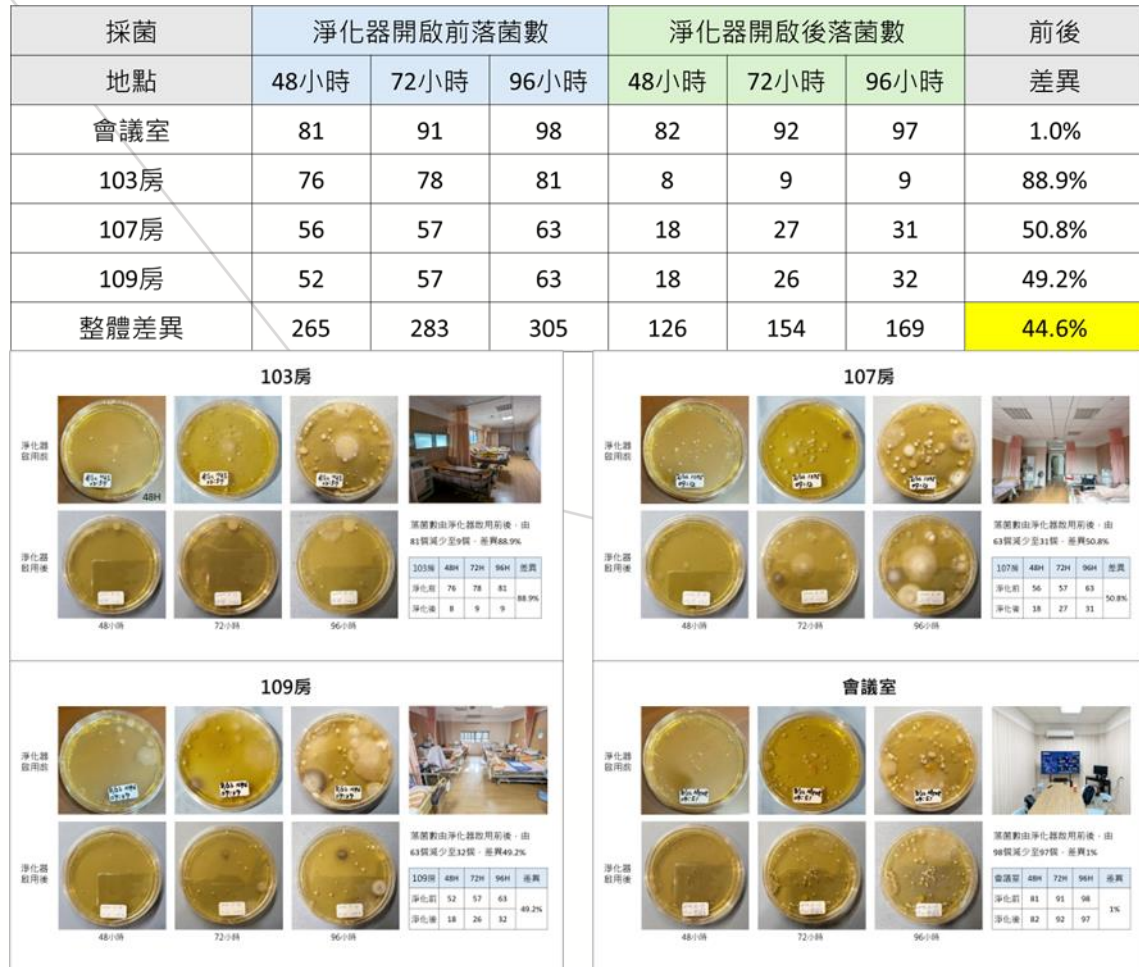 採菌 淨化器開啟前落菌數 淨化器開啟後落菌數 前後
地點 48小時 72小時 96小時 48小時 72小時 96小時 差異
會議室 81 91 98 82 92 97 1.0%
103房 76 78 81 8 9 9 88.9%
107房 56 57 63 18 27 31 50.8%
109房 52 57 63 18 26 32 49.2%
整體差異 265 283 305 126 154 169 44.6%
103房
淨化器
啟用前
48H
落菌數由淨化器啟用前後,由
81個減少至9個,差異88.9%
淨化器
啟用後
103房 48H 72H 96H 差異
淨化前 76 78 81 88.9%
淨化後 8 9 9
48小時 72小時 96小時
107房
淨化器
啟用前
落菌數由淨化器啟用前後,由
63個減少至31個,差異50.8%
淨化器
啟用後
107房 48H 72H 96H 差異
淨化前 56 57 63 50.8%
淨化後 18 27 31
48小時 72小時 96小時
109房
淨化器
啟用前
落菌數由淨化器啟用前後,由
63個減少至32個,差異49.2%
淨化器
啟用後
109房 48H 72H 96H 差異
淨化前 52 57 63 49.2%
淨化後 18 26 32
48小時 72小時 96小時
會議室
淨化器
啟用前
落菌數由淨化器啟用前後,由
98個減少至97個,差異1%
淨化器
啟用後
會議室 48H 72H 96H 差異
淨化前 81 91 98 1%
淨化後 82 92 97
48小時 72小時 96小時